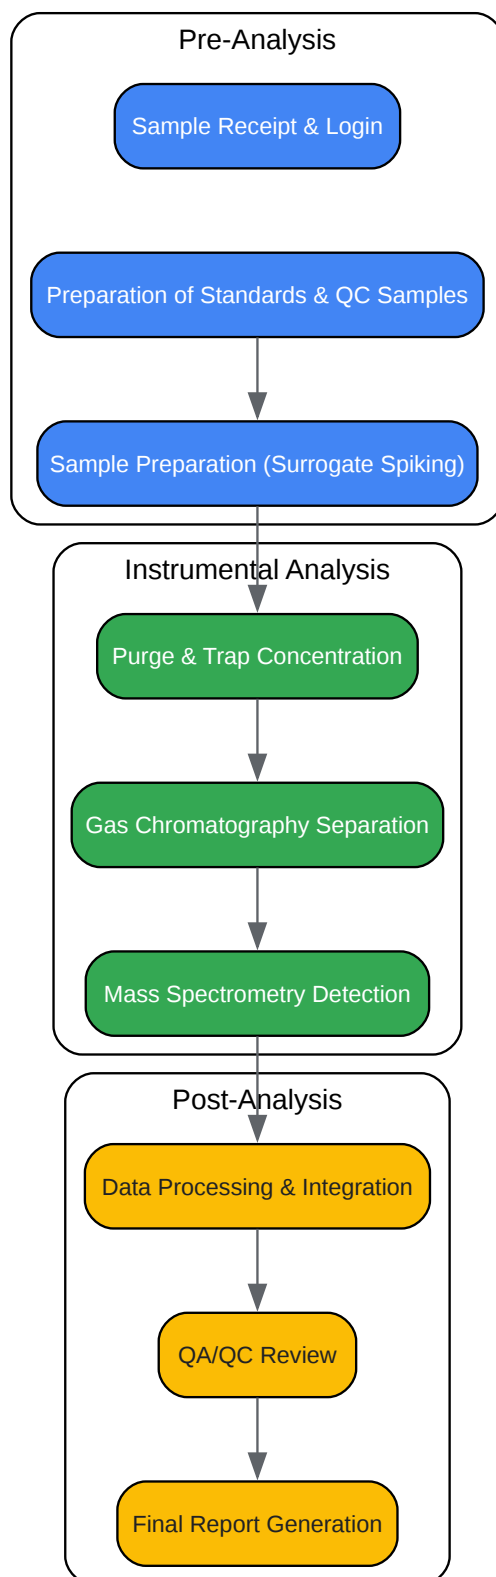 Pre-Analysis
Sample Receipt & Login
Preparation of Standards & QC Samples
Sample Preparation (Surrogate Spiking)
Instrumental Analysis
Purge & Trap Concentration
Gas Chromatography Separation
Mass Spectrometry Detection
Post-Analysis
Data Processing & Integration
QA/QC Review
Final Report Generation